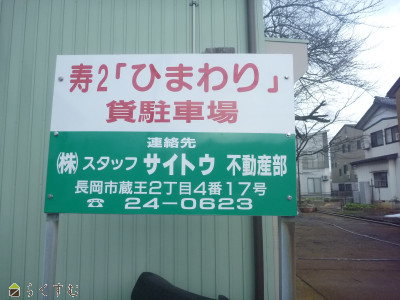 寿2「ひまわり」
貸駐車場
連絡先
㈱スタッフ サイトウ 不動産部
長岡市蔵王2丁目4番17号
☎ 24-0623
らくすむ